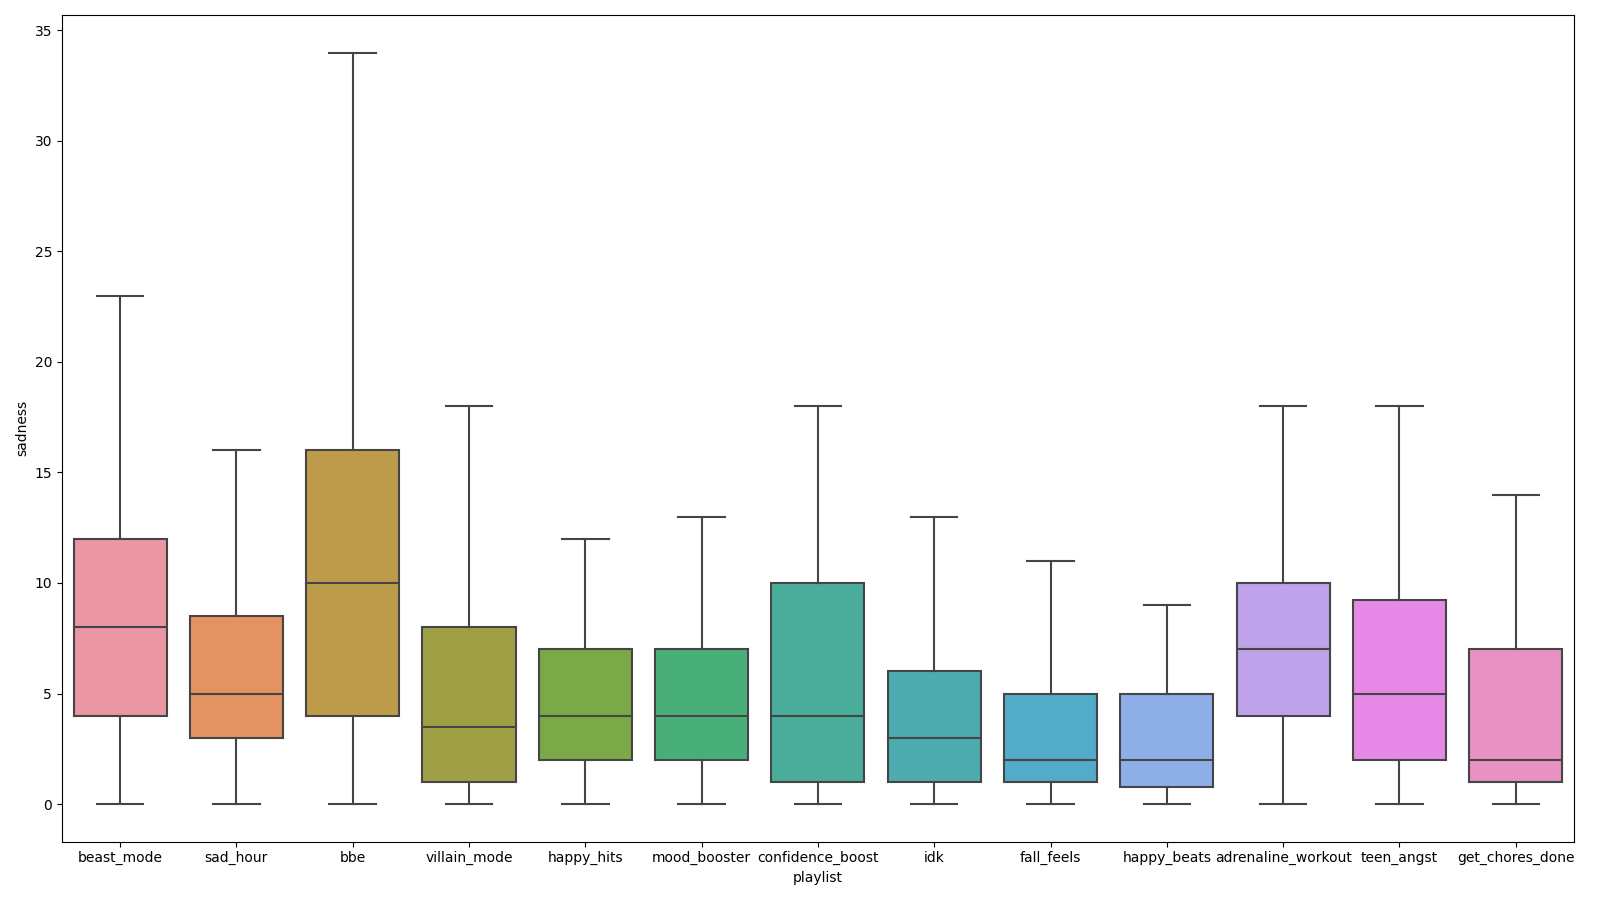 35
30
25
20
15
10
5
0
sadness
beast_mode sad_hour bbe villain_mode happy_hits mood_booster confidence_boost idk fall_feels happy_beats adrenaline_workout teen_angst get_chores_done
playlist